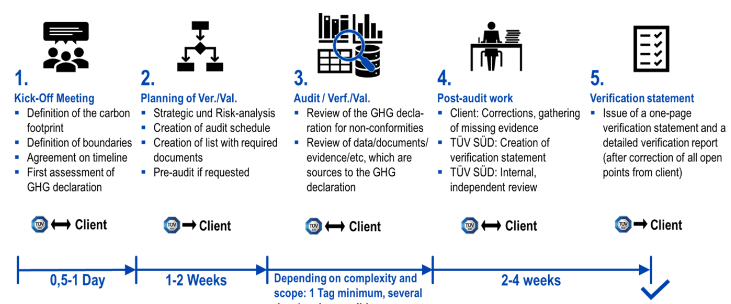 1.
Kick-Off Meeting
▪ Definition of the carbon
footprint
▪ Definition of boundaries
▪ Agreement on timeline
▪ First assessment of
GHG declaration
TÜV ⟷ Client
0,5-1 Day
2.
Planning of Ver./Val.
▪ Strategic und Risk-analysis
▪ Creation of audit schedule
▪ Creation of list with required
documents
▪ Pre-audit if requested
TÜV → Client
1-2 Weeks
3.
Audit / Verf./Val.
▪ Review of the GHG decla-
ration for non-conformities
▪ Review of data/documents/
evidence/etc, which are
sources to the GHG
declaration
TÜV ⟷ Client
Depending on complexity and
scope: 1 Tag minimum, several
4.
Post-audit work
▪ Client: Corrections, gathering
of missing evidence
▪ TÜV SÜD: Creation of
verification statement
▪ TÜV SÜD: Internal,
independent review
TÜV ⟷ Client
2-4 weeks
5.
Verification statement
▪ Issue of a one-page
verification statement and a
detailed verification report
(after correction of all open
points from client)
TÜV → Client